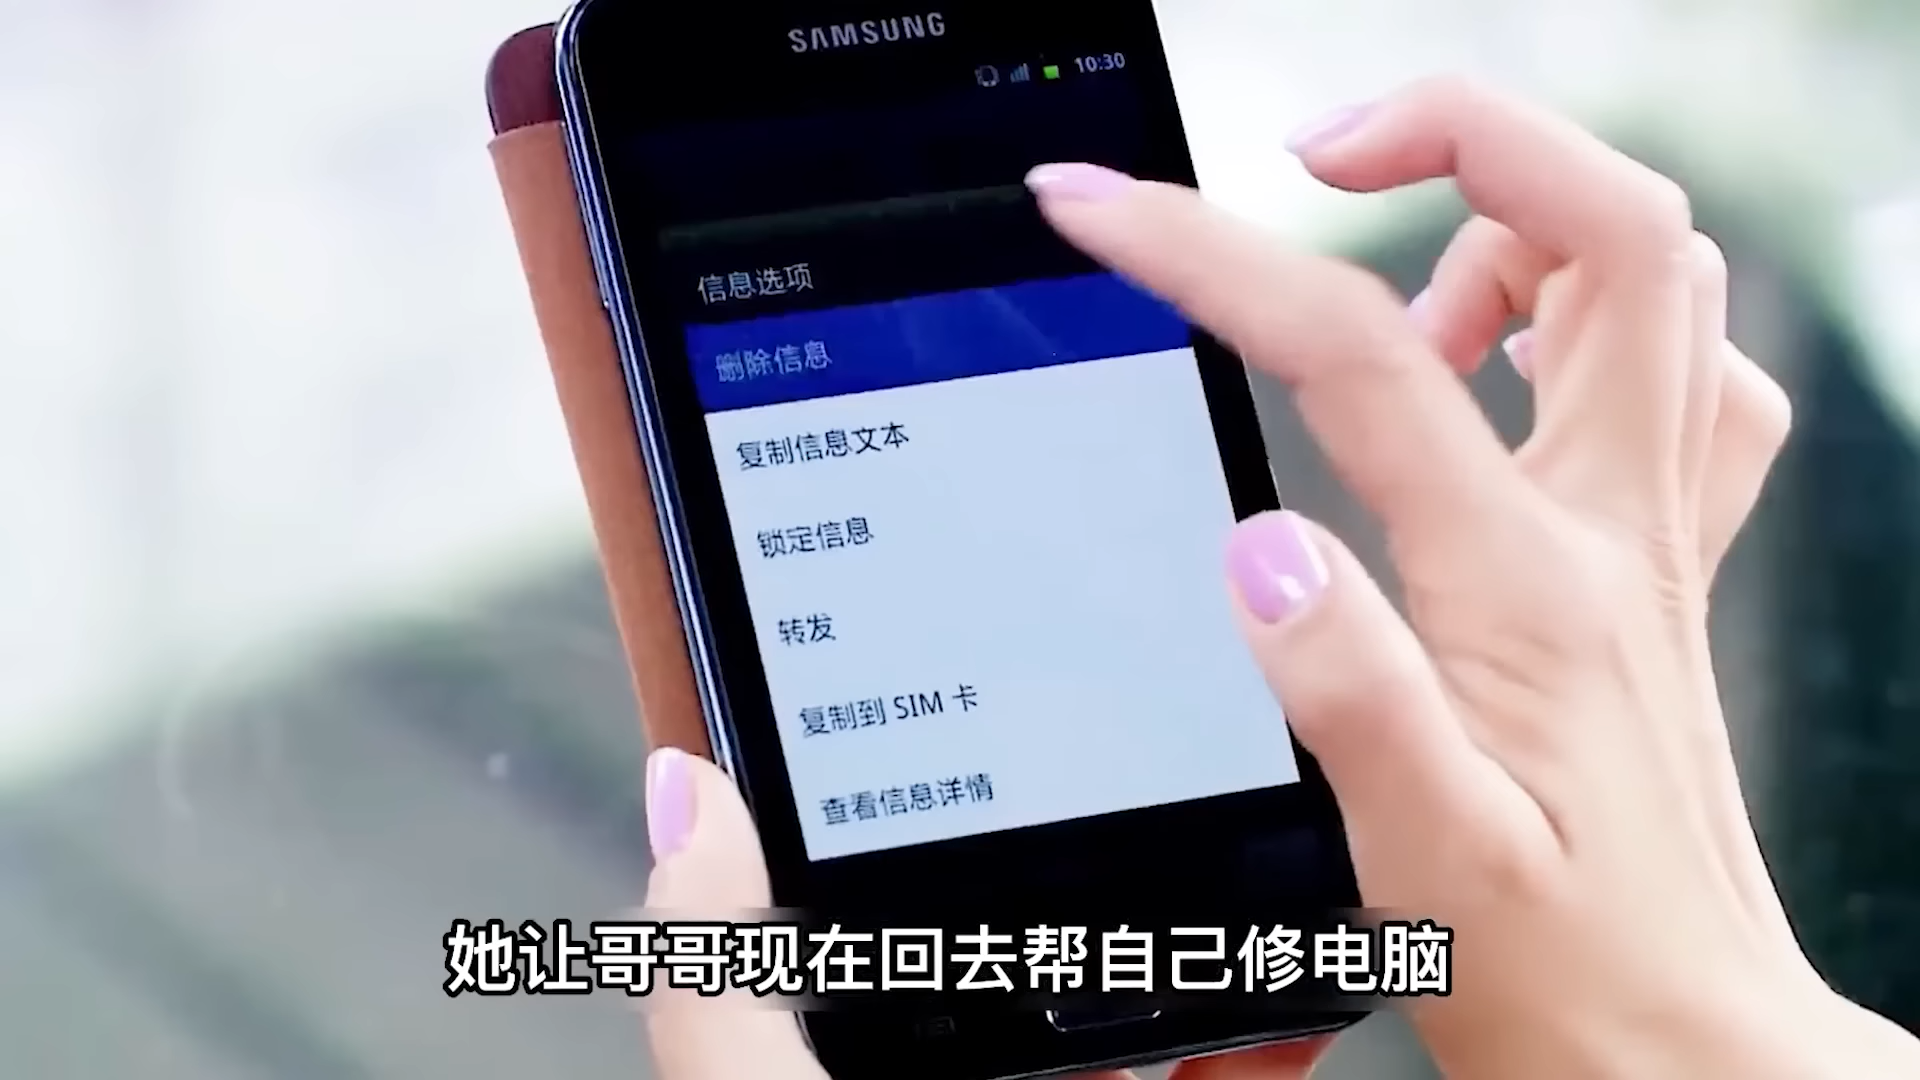 SAMSUNG
10:30
信息选项
删除信息
复制信息文本
锁定信息
转发
复制到 SIM 卡
查看信息详情
她让哥哥现在回去帮自己修电脑